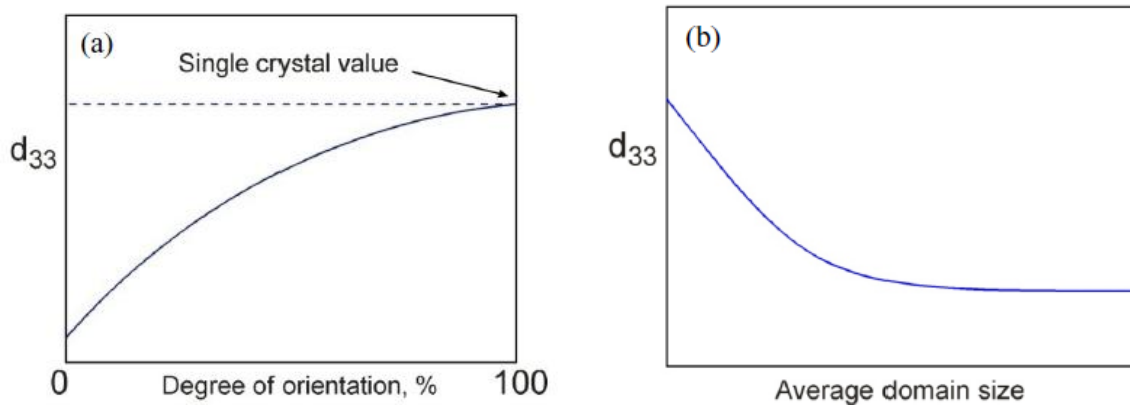 (a)
Single crystal value
d33
0
Degree of orientation, %
100
(b)
d33
Average domain size